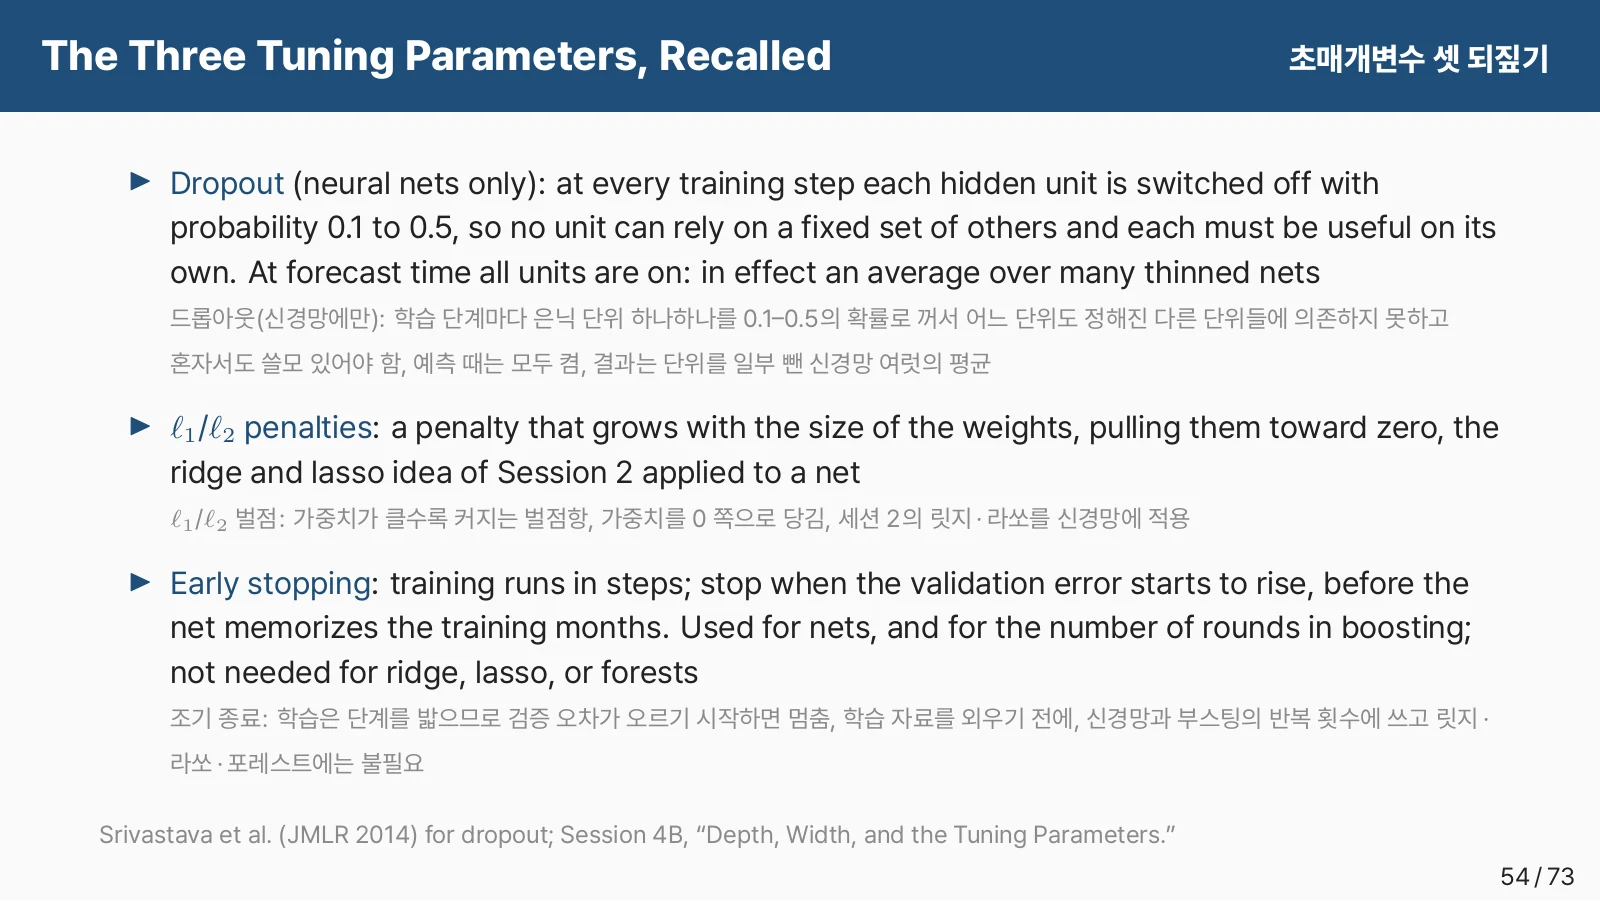 The Three Tuning Parameters, Recalled
초매개변수 셋 되짚기
▶ Dropout (neural nets only): at every training step each hidden unit is switched off with
probability 0.1 to 0.5, so no unit can rely on a fixed set of others and each must be useful on its
own. At forecast time all units are on: in effect an average over many thinned nets
드롭아웃(신경망에만): 학습 단계마다 은닉 단위 하나하나를 0.1–0.5의 확률로 꺼서 어느 단위도 정해진 다른 단위들에 의존하지 못하고
혼자서도 쓸모 있어야 함, 예측 때는 모두 켬, 결과는 단위를 일부 뺀 신경망 여럿의 평균
▶ ℓ₁/ℓ₂ penalties: a penalty that grows with the size of the weights, pulling them toward zero, the
ridge and lasso idea of Session 2 applied to a net
ℓ₁/ℓ₂ 벌점: 가중치가 클수록 커지는 벌점항, 가중치를 0 쪽으로 당김, 세션 2의 릿지 · 라쏘를 신경망에 적용
▶ Early stopping: training runs in steps; stop when the validation error starts to rise, before the
net memorizes the training months. Used for nets, and for the number of rounds in boosting;
not needed for ridge, lasso, or forests
조기 종료: 학습은 단계를 밟으므로 검증 오차가 오르기 시작하면 멈춤, 학습 자료를 외우기 전에, 신경망과 부스팅의 반복 횟수에 쓰고 릿지 ·
라쏘 · 포레스트에는 불필요
Srivastava et al. (JMLR 2014) for dropout; Session 4B, “Depth, Width, and the Tuning Parameters.”
54 / 73